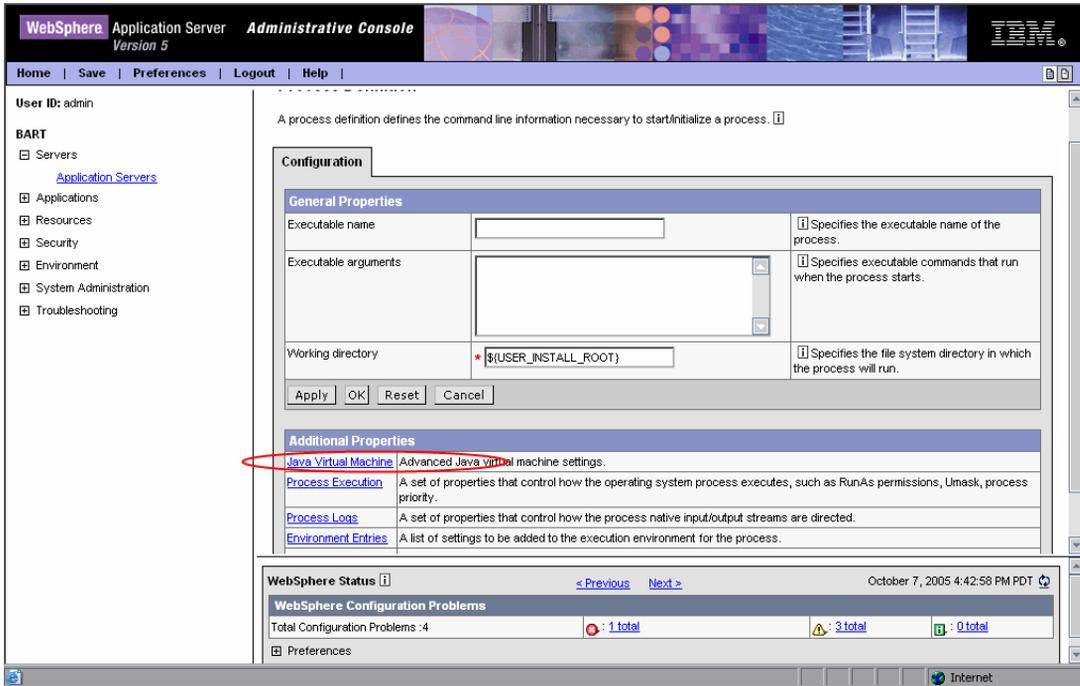 WebSphere Application Server Administrative Console
Version 5
IBM
Home | Save | Preferences | Logout | Help |
User ID: admin
BART
Servers
Application Servers
Applications
Resources
Security
Environment
System Administration
Troubleshooting
A process definition defines the command line information necessary to start/initialize a process. i
Configuration
General Properties
Executable name
i Specifies the executable name of the
process.
Executable arguments
i Specifies executable commands that run
when the process starts.
Working directory
* ${USER_INSTALL_ROOT}
i Specifies the file system directory in which
the process will run.
Apply OK Reset Cancel
Additional Properties
Java Virtual Machine Advanced Java virtual machine settings.
Process Execution A set of properties that control how the operating system process executes, such as RunAs permissions, Umask, process
priority.
Process Logs A set of properties that control how the process native input/output streams are directed.
Environment Entries A list of settings to be added to the execution environment for the process.
WebSphere Status i < Previous Next > October 7, 2005 4:42:58 PM PDT
WebSphere Configuration Problems
Total Configuration Problems :4 : 1 total : 3 total : 0 total
Preferences
Internet